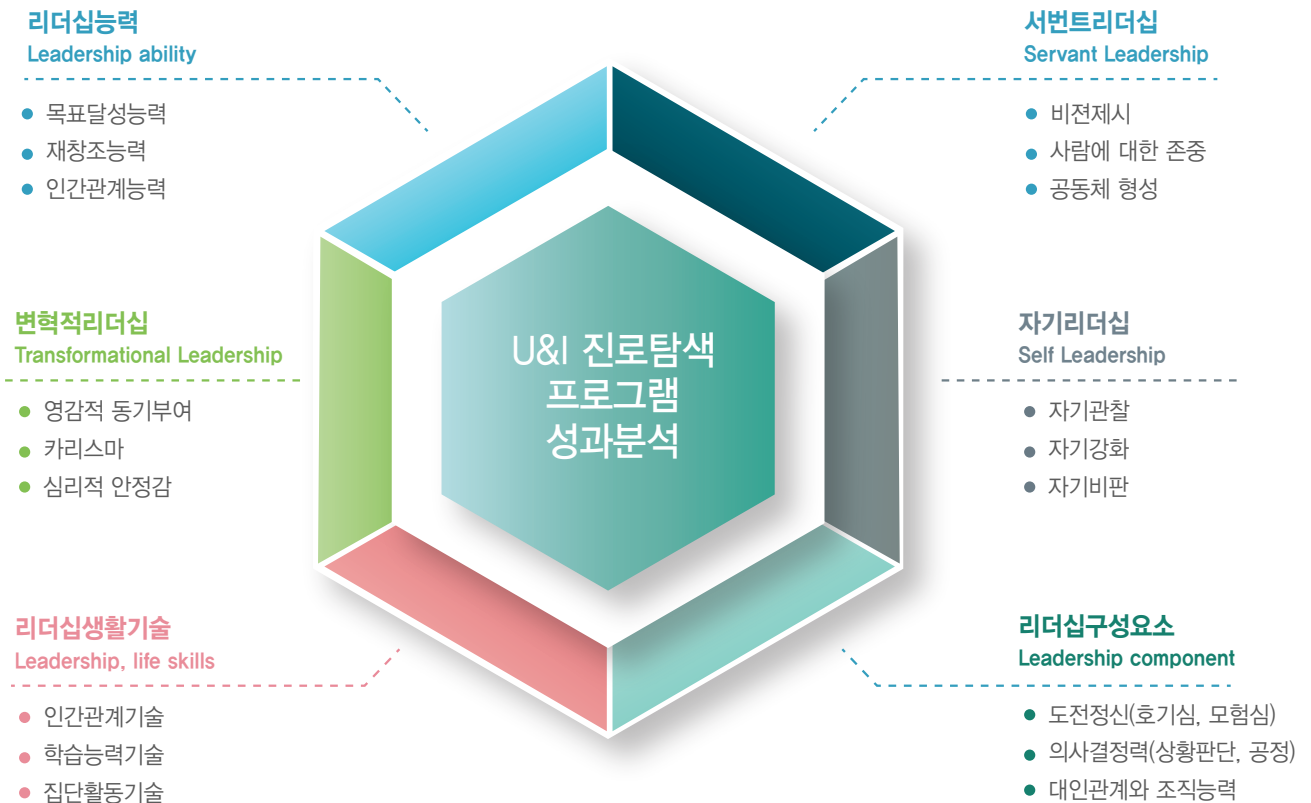 리더십능력
Leadership ability
목표달성능력
재창조능력
인간관계능력
서번트리더십
Servant Leadership
비젼제시
사람에 대한 존중
공동체 형성
변혁적리더십
Transformational Leadership
영감적 동기부여
카리스마
심리적 안정감
U&I 진로탐색
프로그램
성과분석
자기리더십
Self Leadership
자기관찰
자기강화
자기비판
리더십생활기술
Leadership, life skills
인간관계기술
학습능력기술
집단활동기술
리더십구성요소
Leadership component
도전정신(호기심, 모험심)
의사결정력(상황판단, 공정)
대인관계와 조직능력